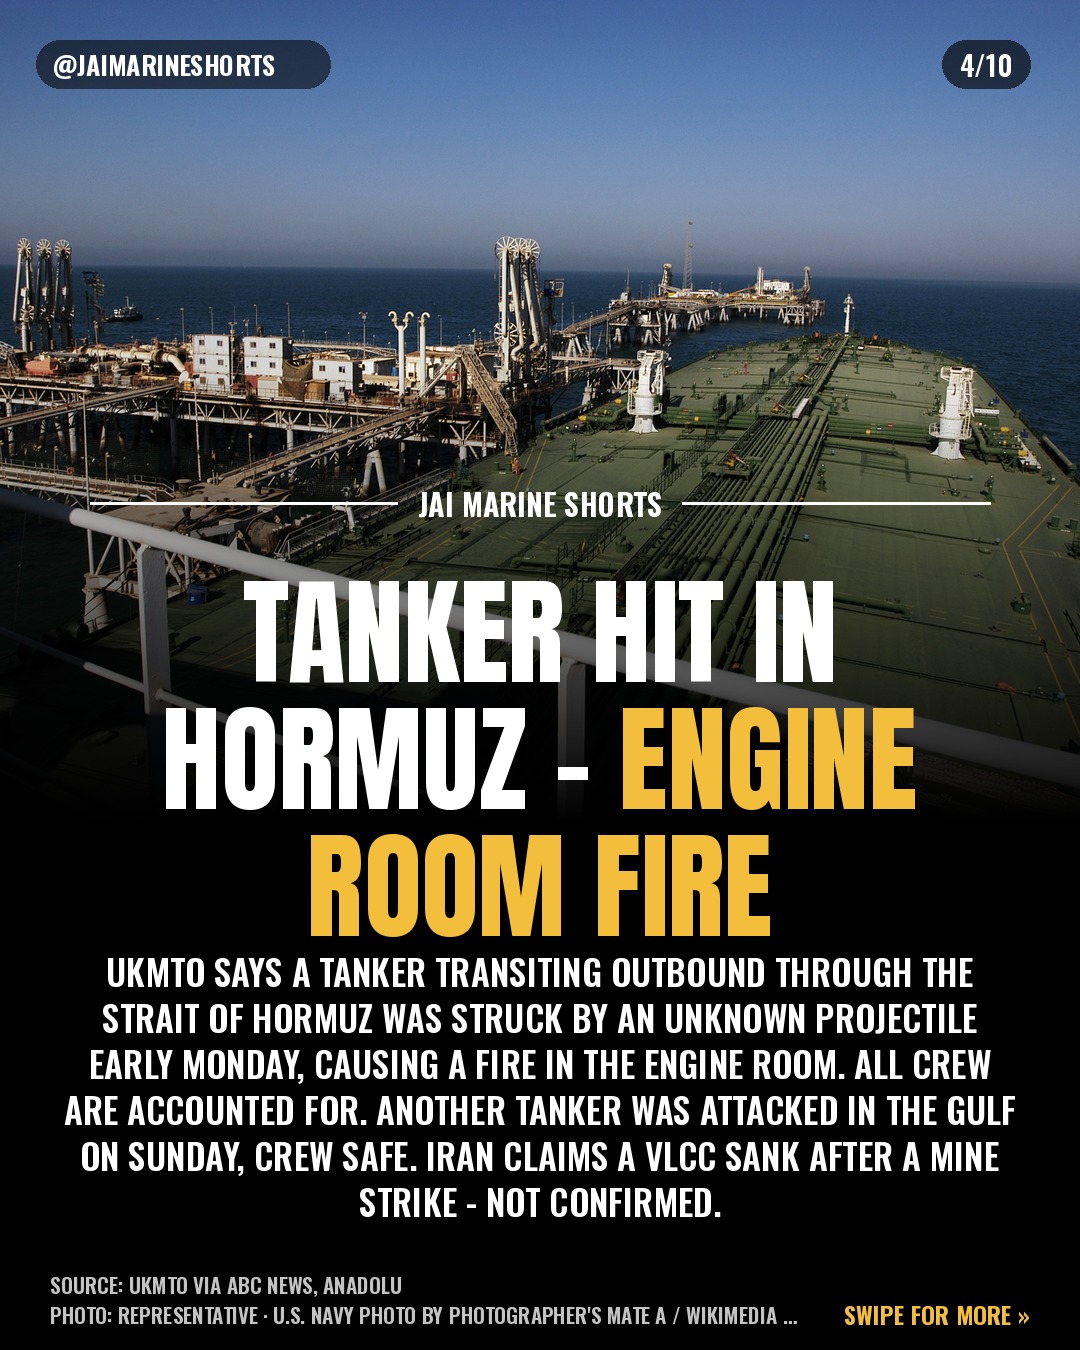 @JAIMARINESHORTS
4/10
JAI MARINE SHORTS
TANKER HIT IN
HORMUZ - ENGINE
ROOM FIRE
UKMTO SAYS A TANKER TRANSITING OUTBOUND THROUGH THE
STRAIT OF HORMUZ WAS STRUCK BY AN UNKNOWN PROJECTILE
EARLY MONDAY, CAUSING A FIRE IN THE ENGINE ROOM. ALL CREW
ARE ACCOUNTED FOR. ANOTHER TANKER WAS ATTACKED IN THE GULF
ON SUNDAY, CREW SAFE. IRAN CLAIMS A VLCC SANK AFTER A MINE
STRIKE - NOT CONFIRMED.
SOURCE: UKMTO VIA ABC NEWS, ANADOLU
PHOTO: REPRESENTATIVE · U.S. NAVY PHOTO BY PHOTOGRAPHER'S MATE A / WIKIMEDIA ...
SWIPE FOR MORE »